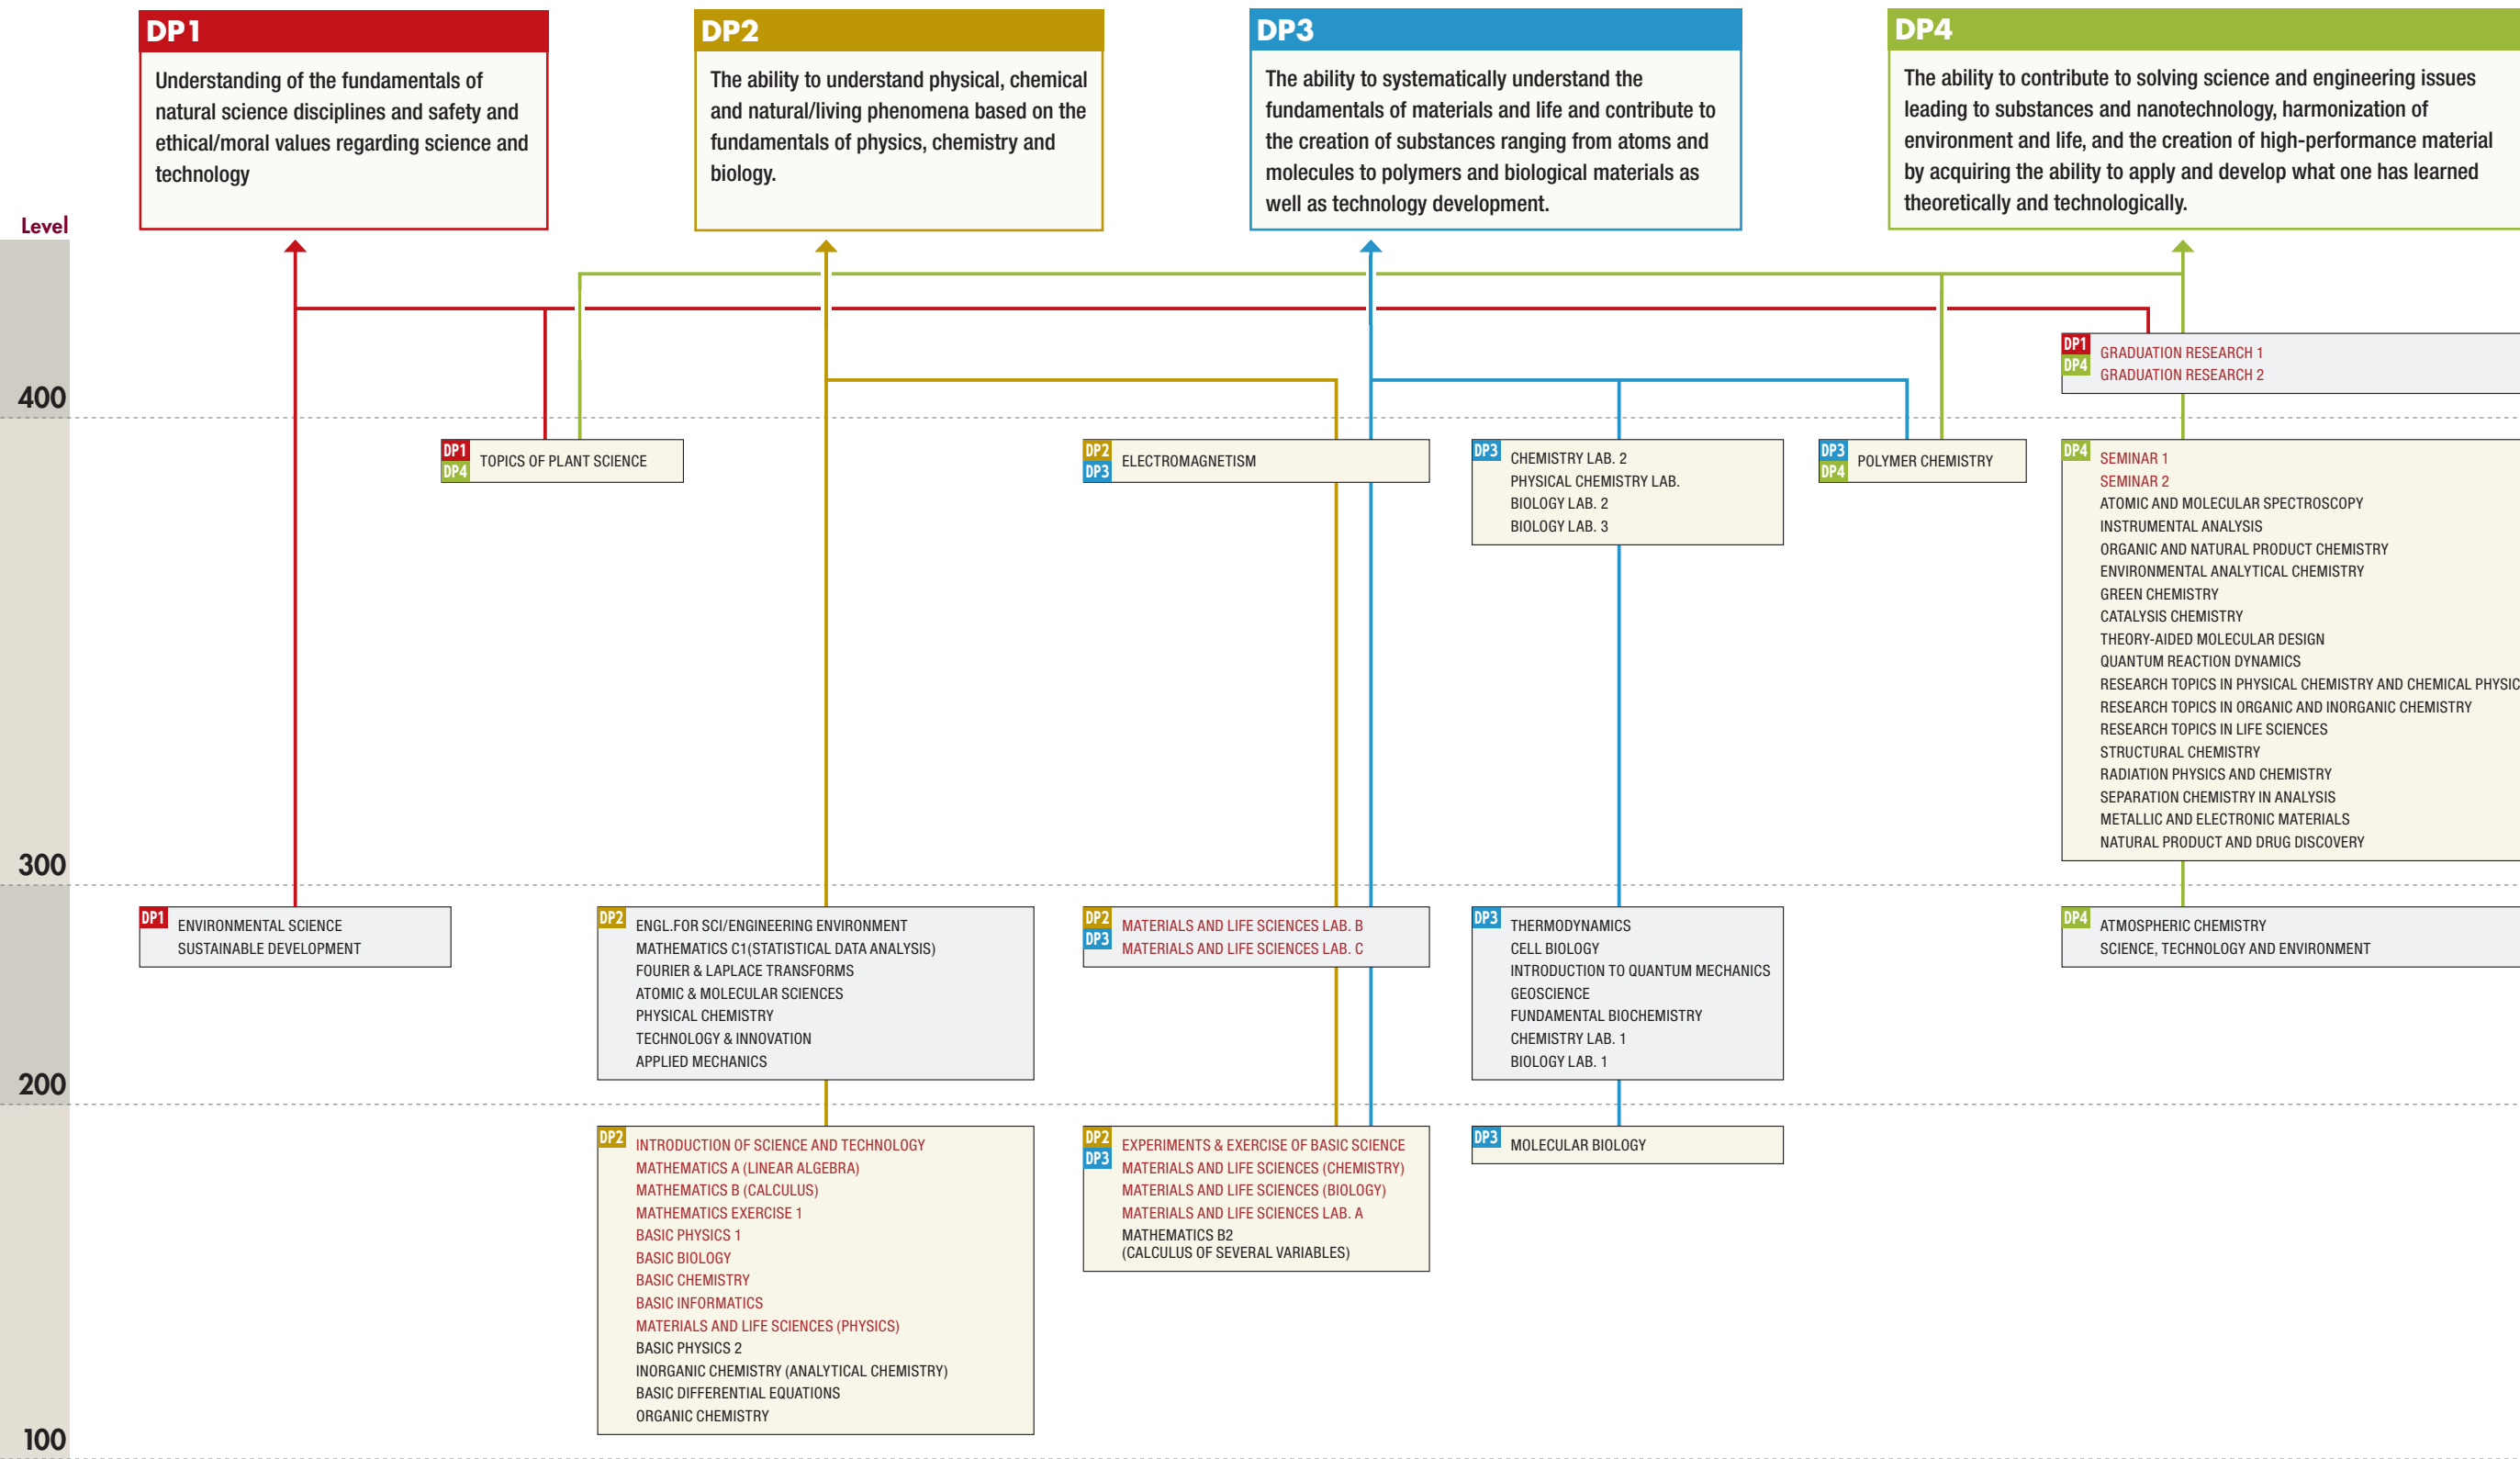 DP1
Understanding of the fundamentals of
natural science disciplines and safety and
ethical/moral values regarding science and
technology
DP2
The ability to understand physical, chemical
and natural/living phenomena based on the
fundamentals of physics, chemistry and
biology.
DP3
The ability to systematically understand the
fundamentals of materials and life and contribute to
the creation of substances ranging from atoms and
molecules to polymers and biological materials as
well as technology development.
DP4
The ability to contribute to solving science and engineering issues
leading to substances and nanotechnology, harmonization of
environment and life, and the creation of high-performance material
by acquiring the ability to apply and develop what one has learned
theoretically and technologically.
Level
DP1
DP4
GRADUATION RESEARCH 1
GRADUATION RESEARCH 2
400
DP1
DP4
TOPICS OF PLANT SCIENCE
DP2
DP3
ELECTROMAGNETISM
DP3
CHEMISTRY LAB. 2
PHYSICAL CHEMISTRY LAB.
BIOLOGY LAB. 2
BIOLOGY LAB. 3
DP3
DP4
POLYMER CHEMISTRY
DP4
SEMINAR 1
SEMINAR 2
ATOMIC AND MOLECULAR SPECTROSCOPY
INSTRUMENTAL ANALYSIS
ORGANIC AND NATURAL PRODUCT CHEMISTRY
ENVIRONMENTAL ANALYTICAL CHEMISTRY
GREEN CHEMISTRY
CATALYSIS CHEMISTRY
THEORY-AIDED MOLECULAR DESIGN
QUANTUM REACTION DYNAMICS
RESEARCH TOPICS IN PHYSICAL CHEMISTRY AND CHEMICAL PHYSIC
RESEARCH TOPICS IN ORGANIC AND INORGANIC CHEMISTRY
RESEARCH TOPICS IN LIFE SCIENCES
STRUCTURAL CHEMISTRY
RADIATION PHYSICS AND CHEMISTRY
SEPARATION CHEMISTRY IN ANALYSIS
METALLIC AND ELECTRONIC MATERIALS
NATURAL PRODUCT AND DRUG DISCOVERY
300
DP1
ENVIRONMENTAL SCIENCE
SUSTAINABLE DEVELOPMENT
DP2
ENGL.FOR SCI/ENGINEERING ENVIRONMENT
MATHEMATICS C1(STATISTICAL DATA ANALYSIS)
FOURIER & LAPLACE TRANSFORMS
ATOMIC & MOLECULAR SCIENCES
PHYSICAL CHEMISTRY
TECHNOLOGY & INNOVATION
APPLIED MECHANICS
DP2
DP3
MATERIALS AND LIFE SCIENCES LAB. B
MATERIALS AND LIFE SCIENCES LAB. C
DP3
THERMODYNAMICS
CELL BIOLOGY
INTRODUCTION TO QUANTUM MECHANICS
GEOSCIENCE
FUNDAMENTAL BIOCHEMISTRY
CHEMISTRY LAB. 1
BIOLOGY LAB. 1
DP4
ATMOSPHERIC CHEMISTRY
SCIENCE, TECHNOLOGY AND ENVIRONMENT
200
DP2
INTRODUCTION OF SCIENCE AND TECHNOLOGY
MATHEMATICS A (LINEAR ALGEBRA)
MATHEMATICS B (CALCULUS)
MATHEMATICS EXERCISE 1
BASIC PHYSICS 1
BASIC BIOLOGY
BASIC CHEMISTRY
BASIC INFORMATICS
MATERIALS AND LIFE SCIENCES (PHYSICS)
BASIC PHYSICS 2
INORGANIC CHEMISTRY (ANALYTICAL CHEMISTRY)
BASIC DIFFERENTIAL EQUATIONS
ORGANIC CHEMISTRY
DP2
DP3
EXPERIMENTS & EXERCISE OF BASIC SCIENCE
MATERIALS AND LIFE SCIENCES (CHEMISTRY)
MATERIALS AND LIFE SCIENCES (BIOLOGY)
MATERIALS AND LIFE SCIENCES LAB. A
MATHEMATICS B2
(CALCULUS OF SEVERAL VARIABLES)
DP3
MOLECULAR BIOLOGY
100